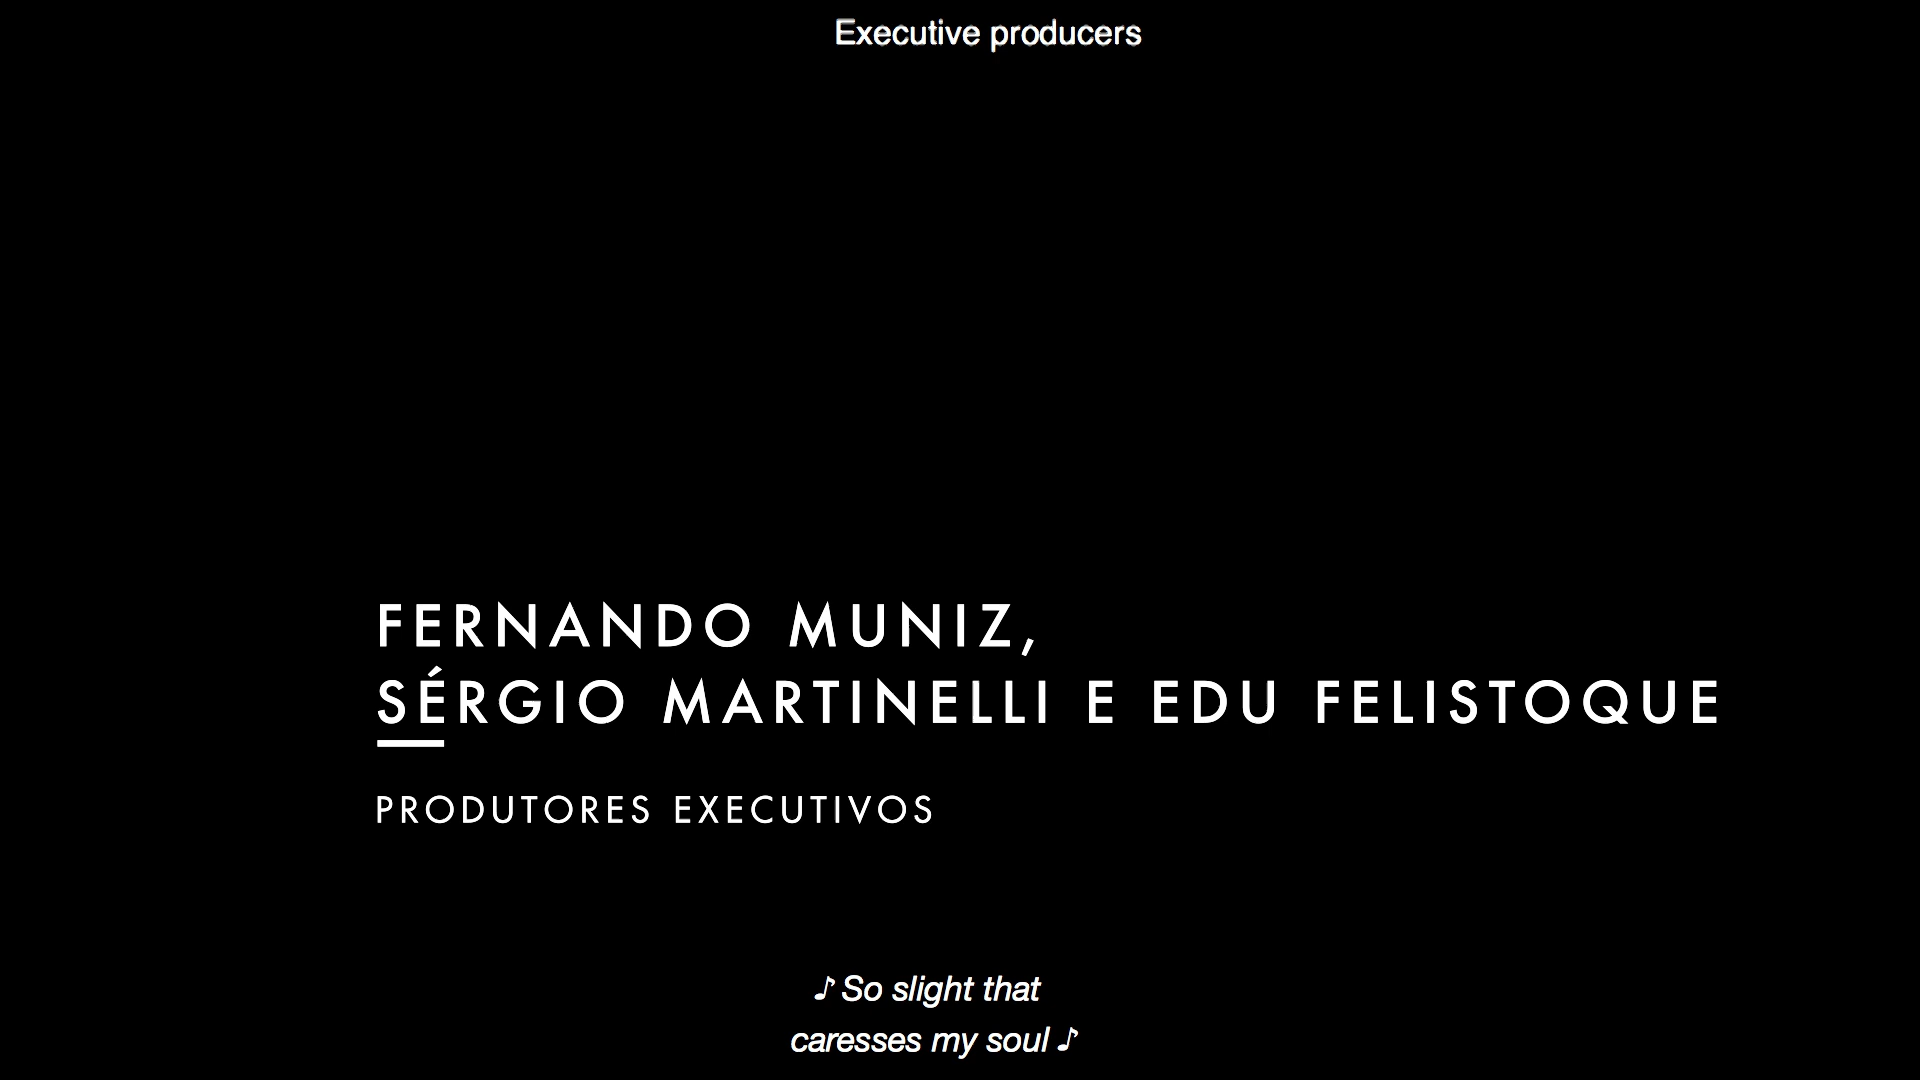 Executive producers
FERNANDO MUNIZ,
SÉRGIO MARTINELLI E EDU FELISTOQUE
PRODUTORES EXECUTIVOS
♪ So slight that
caresses my soul ♪